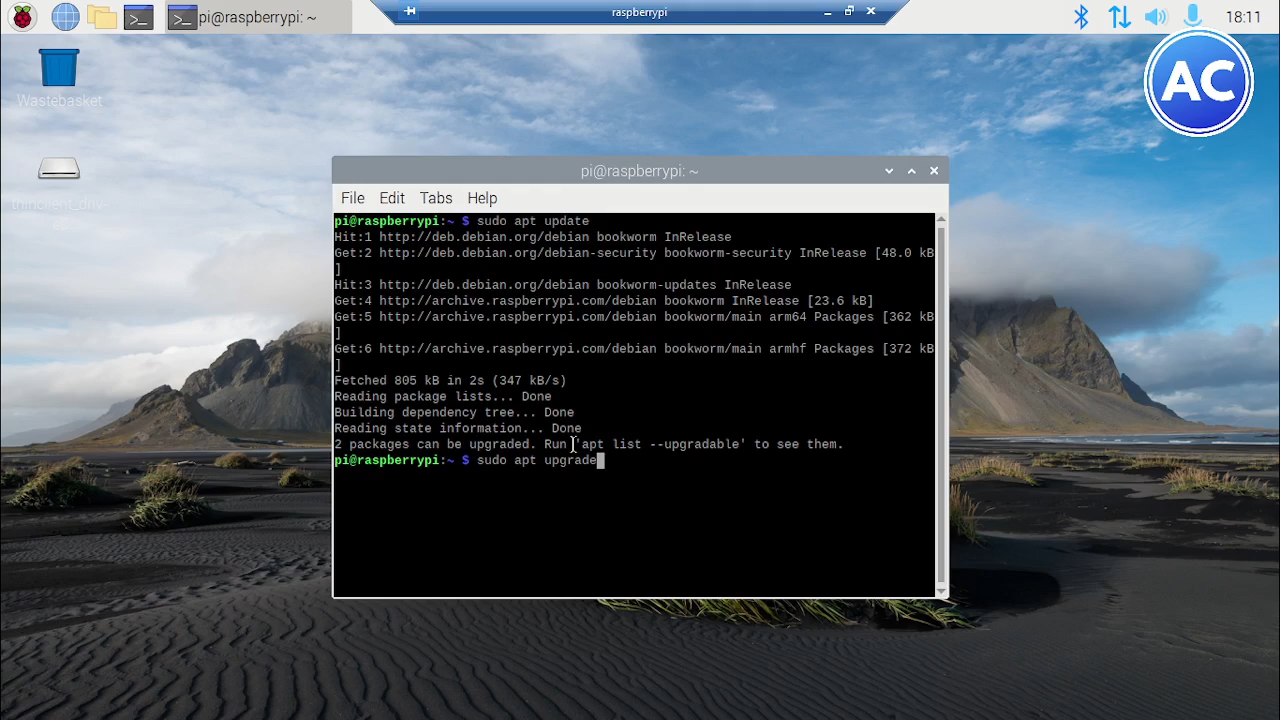 pi@raspberrypi: ~
raspberrypi
18:11
AC
Wastebasket
pi@raspberrypi: ~
File Edit Tabs Help
pi@raspberrypi:~ $ sudo apt update
Hit:1 http://deb.debian.org/debian bookworm InRelease
Get:2 http://deb.debian.org/debian-security bookworm-security InRelease [48.0 kB
]
Hit:3 http://deb.debian.org/debian bookworm-updates InRelease
Get:4 http://archive.raspberrypi.com/debian bookworm InRelease [23.6 kB]
Get:5 http://archive.raspberrypi.com/debian bookworm/main arm64 Packages [362 kB
]
Get:6 http://archive.raspberrypi.com/debian bookworm/main armhf Packages [372 kB
]
Fetched 805 kB in 2s (347 kB/s)
Reading package lists... Done
Building dependency tree... Done
Reading state information... Done
2 packages can be upgraded. Run 'apt list --upgradable' to see them.
pi@raspberrypi:~ $ sudo apt upgrade